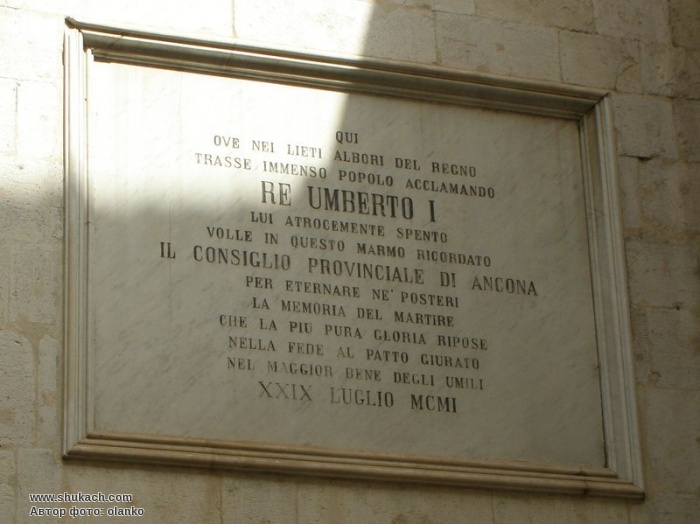 QUI
OVE NEI LIETI ALBORI DEL REGNO
TRASSE IMMENSO POPOLO ACCLAMANDO
RE UMBERTO I
LUI ATROCEMENTE SPENTO
VOLLE IN QUESTO MARMO RICORDATO
IL CONSIGLIO PROVINCIALE DI ANCONA
PER ETERNARE NE' POSTERI
LA MEMORIA DEL MARTIRE
CHE LA PIÙ PURA GLORIA RIPOSE
NELLA FEDE AL PATTO GIURATO
NEL MAGGIOR BENE DEGLI UMILI
XXIX LUGLIO MCMI
www.shukach.com
Автор фото: olanko